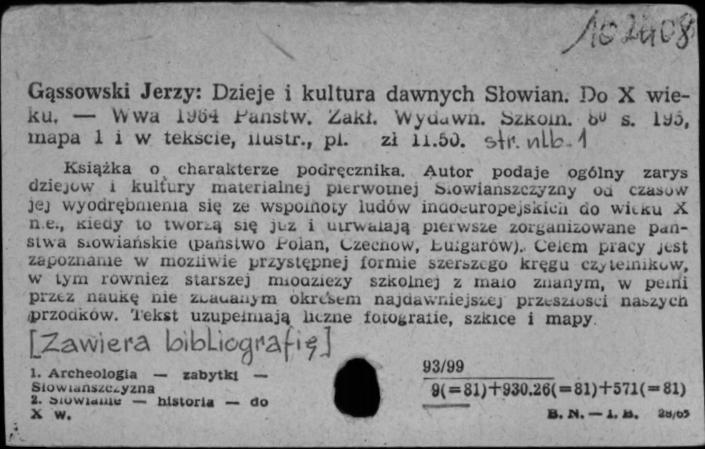 102408
Gąssowski Jerzy: Dzieje i kultura dawnych Słowian. Do X wie-
ku. — Wwa 1964 Państw. Zakł. Wydawn. Szkoln. 8⁰ s. 195,
mapa 1 i w tekście, ilustr., pl. zł 11.50. str. nlb. 1
Książka o charakterze podręcznika. Autor podaje ogólny zarys
dziejów i kultury materialnej pierwotnej Słowiańszczyzny od czasów
jej wyodrębnienia się ze wspólnoty ludów indoeuropejskich do wieku X
n.e., kiedy to tworzą się już i utrwalają pierwsze zorganizowane pań-
stwa słowiańskie (państwo Polan, Czechów, Bułgarów). Celem pracy jest
zapoznanie w możliwie przystępnej formie szerszego kręgu czytelników,
w tym również starszej młodzieży szkolnej z mało znanym, w pełni
przez naukę nie zbadanym okresem najdawniejszej przeszłości naszych
przodków. Tekst uzupełniają liczne fotografie, szkice i mapy.
[Zawiera bibliografię]
1. Archeologia — zabytki —
Słowiańszczyzna
2. Słowianie — historia — do
X w.
93/99
9(=81)+930.26(=81)+571(=81)
B. N. — 1. B. 28/65